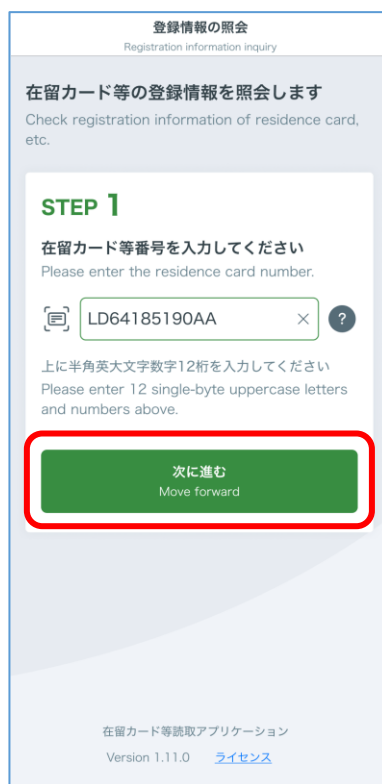 登録情報の照会
Registration information inquiry
在留カード等の登録情報を照会します
Check registration information of residence card,
etc.
STEP 1
在留カード等番号を入力してください
Please enter the residence card number.
LD64185190AA
?
上に半角英大文字数字12桁を入力してください
Please enter 12 single-byte uppercase letters
and numbers above.
次に進む
Move forward
在留カード等読取アプリケーション
Version 1.11.0 ライセンス